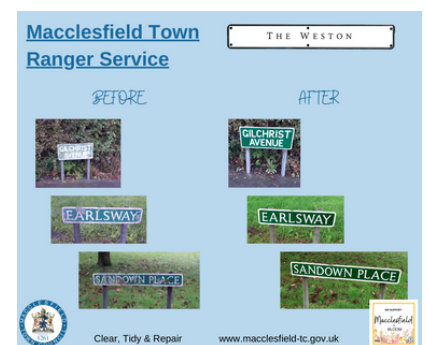 Macclesfield Town
Ranger Service
THE WESTON
BEFORE
AFTER
GILCHRIST
AVENUE
GILCHRIST
AVENUE
EARLSWAY
EARLSWAY
SANDOWN PLACE
SANDOWN PLACE
Clear, Tidy & Repair
www.macclesfield-tc.gov.uk
Macclesfield